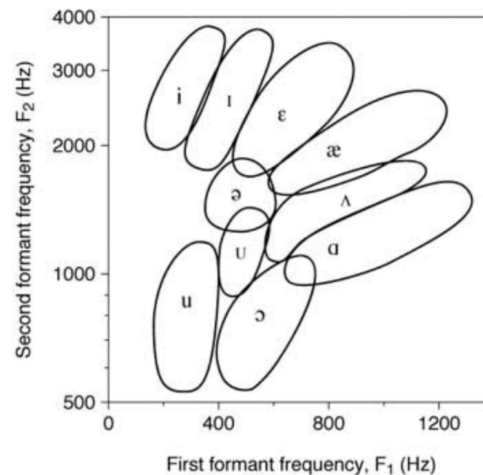 4000
3000
2000
1000
500
Second formant frequency, F2 (Hz)
i
ɪ
ɛ
æ
ə
ʌ
ʊ
ɑ
u
ɔ
0
400
800
1200
First formant frequency, F1 (Hz)